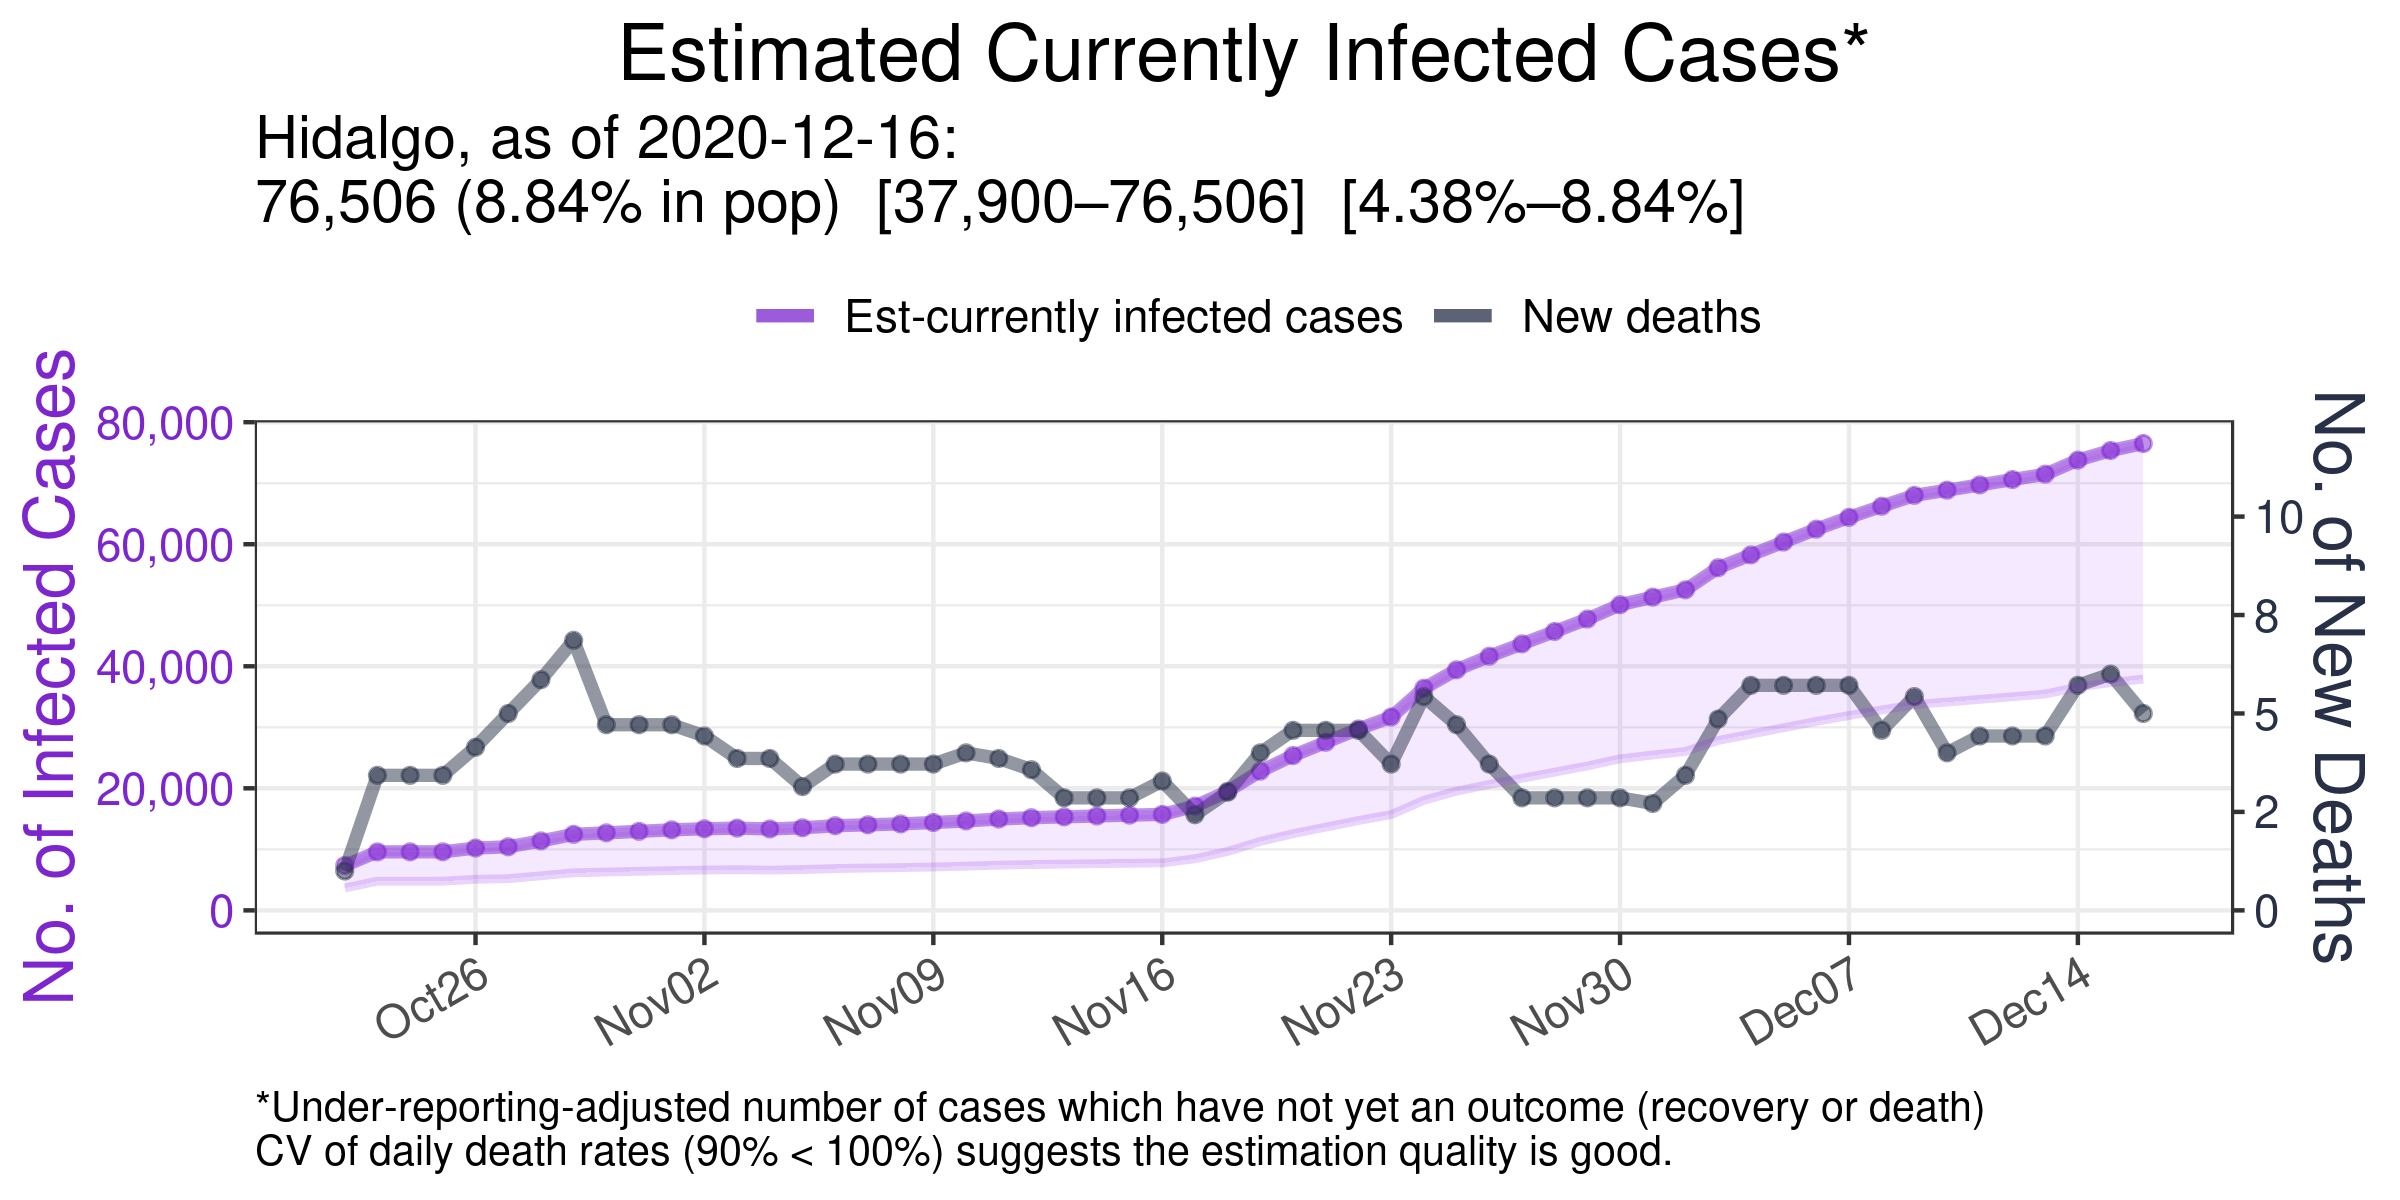 Estimated Currently Infected Cases*
Hidalgo, as of 2020-12-16:
76,506 (8.84% in pop)  [37,900–76,506]  [4.38%–8.84%]
Est-currently infected cases
New deaths
No. of Infected Cases
80,000
60,000
40,000
20,000
0
No. of New Deaths
10
8
5
2
0
Oct26
Nov02
Nov09
Nov16
Nov23
Nov30
Dec07
Dec14
*Under-reporting-adjusted number of cases which have not yet an outcome (recovery or death)
CV of daily death rates (90% < 100%) suggests the estimation quality is good.